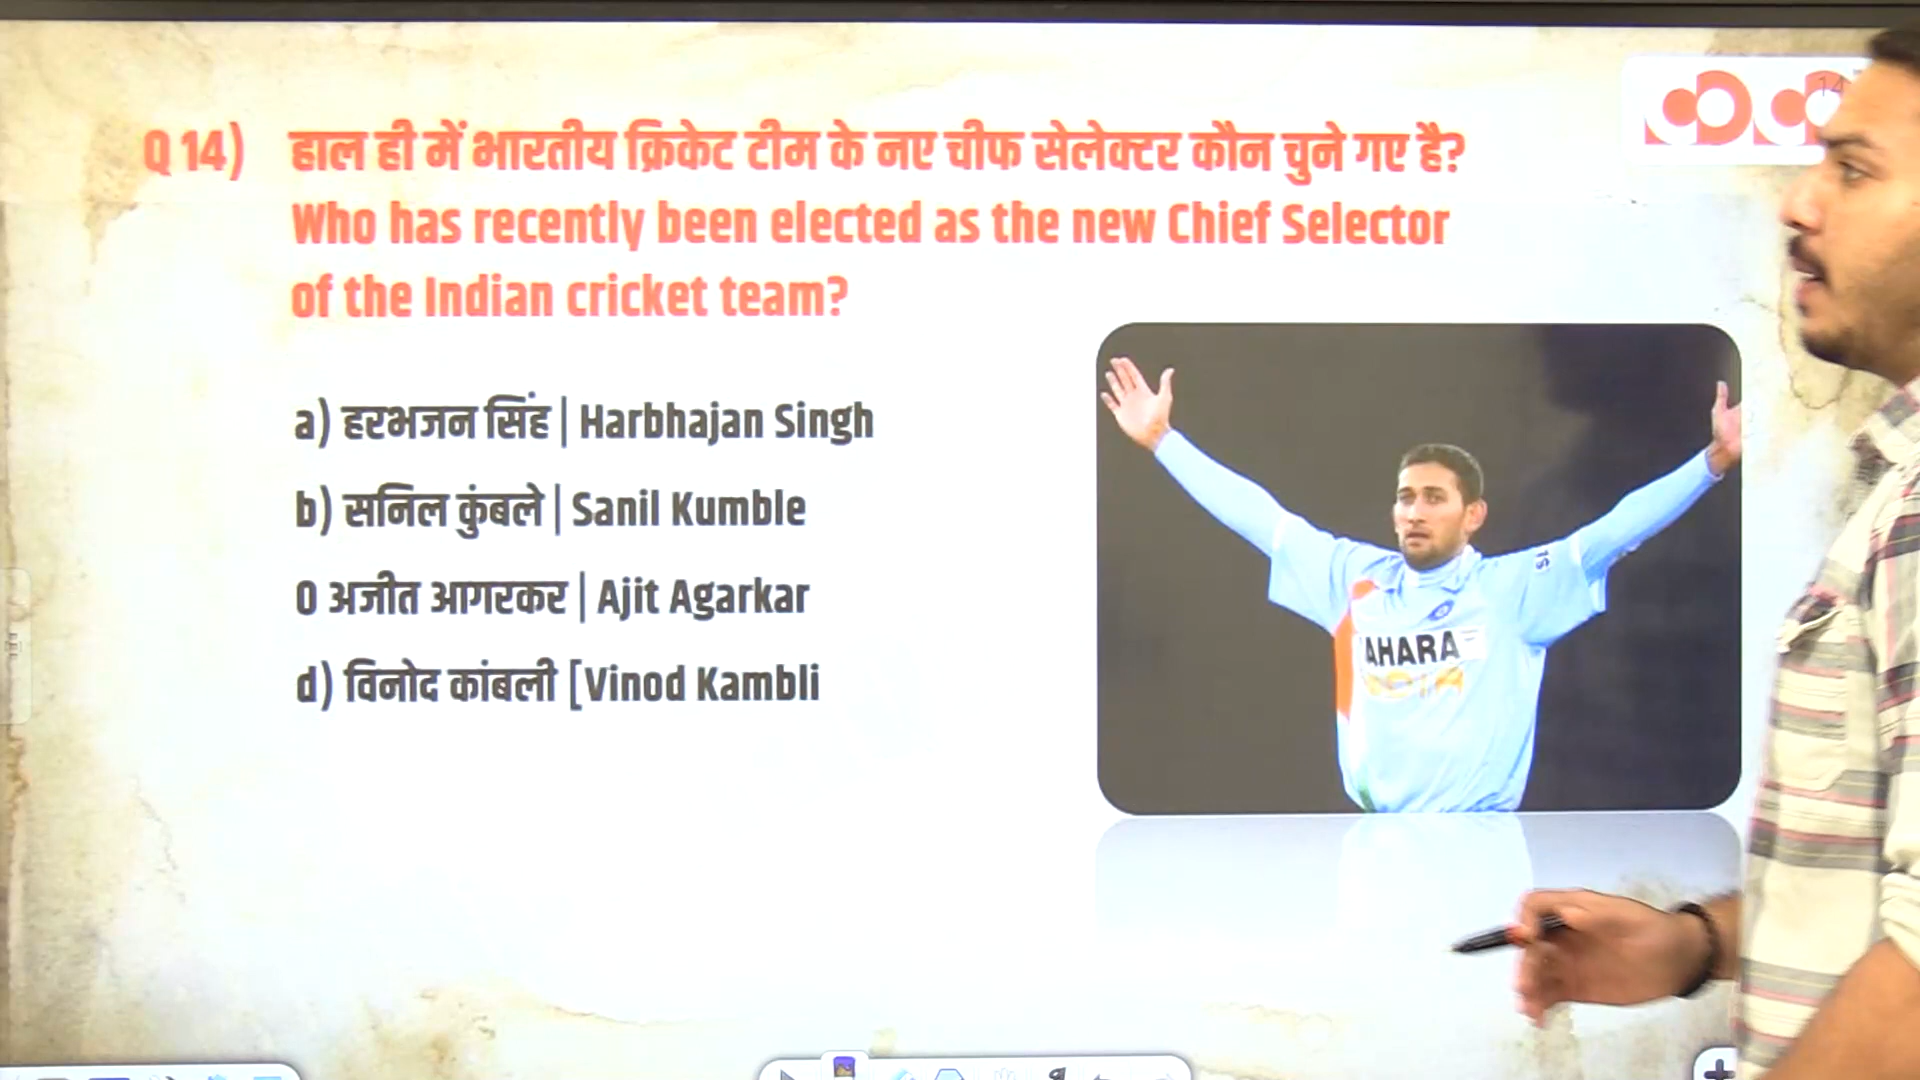 Q 14) हाल ही में भारतीय क्रिकेट टीम के नए चीफ सेलेक्टर कौन चुने गए है?
Who has recently been elected as the new Chief Selector
of the Indian cricket team?
a) हरभजन सिंह | Harbhajan Singh
b) सनिल कुंबले | Sanil Kumble
0 अजीत आगरकर | Ajit Agarkar
d) विनोद कांबली [Vinod Kambli
AHARA
14